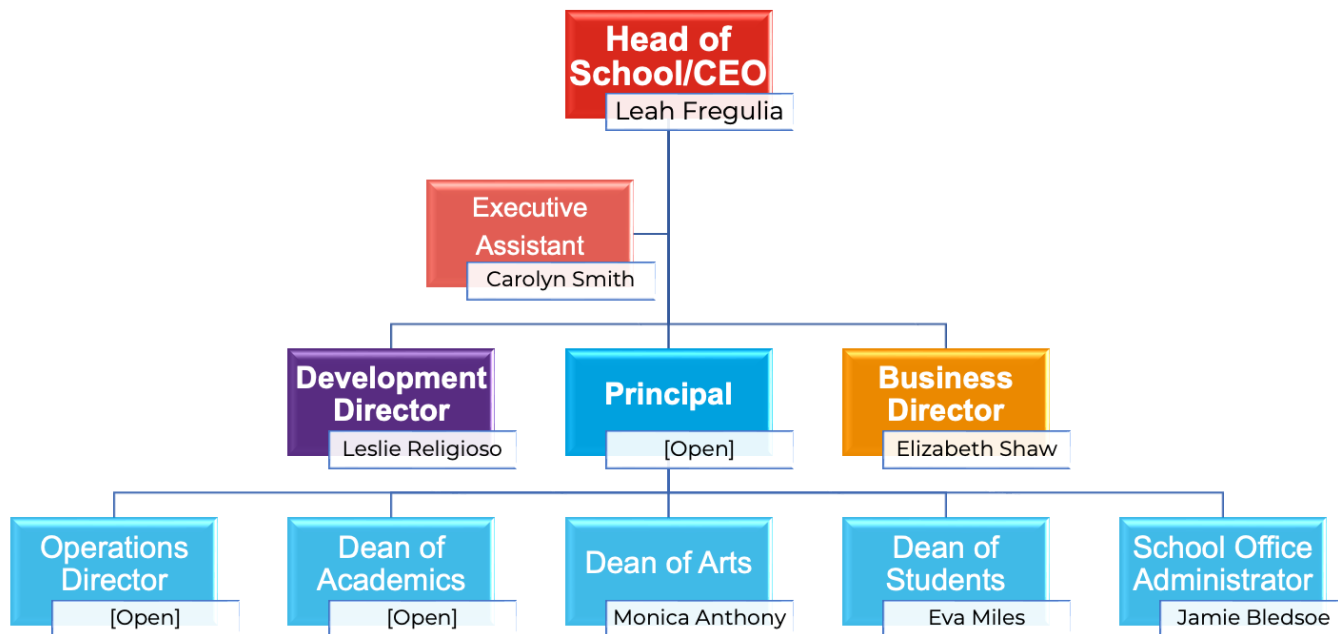 Head of
School/CEO
Leah Fregulia
Executive
Assistant
Carolyn Smith
Development
Director
Leslie Religioso
Principal
[Open]
Business
Director
Elizabeth Shaw
Operations
Director
[Open]
Dean of
Academics
[Open]
Dean of Arts
Monica Anthony
Dean of
Students
Eva Miles
School Office
Administrator
Jamie Bledsoe